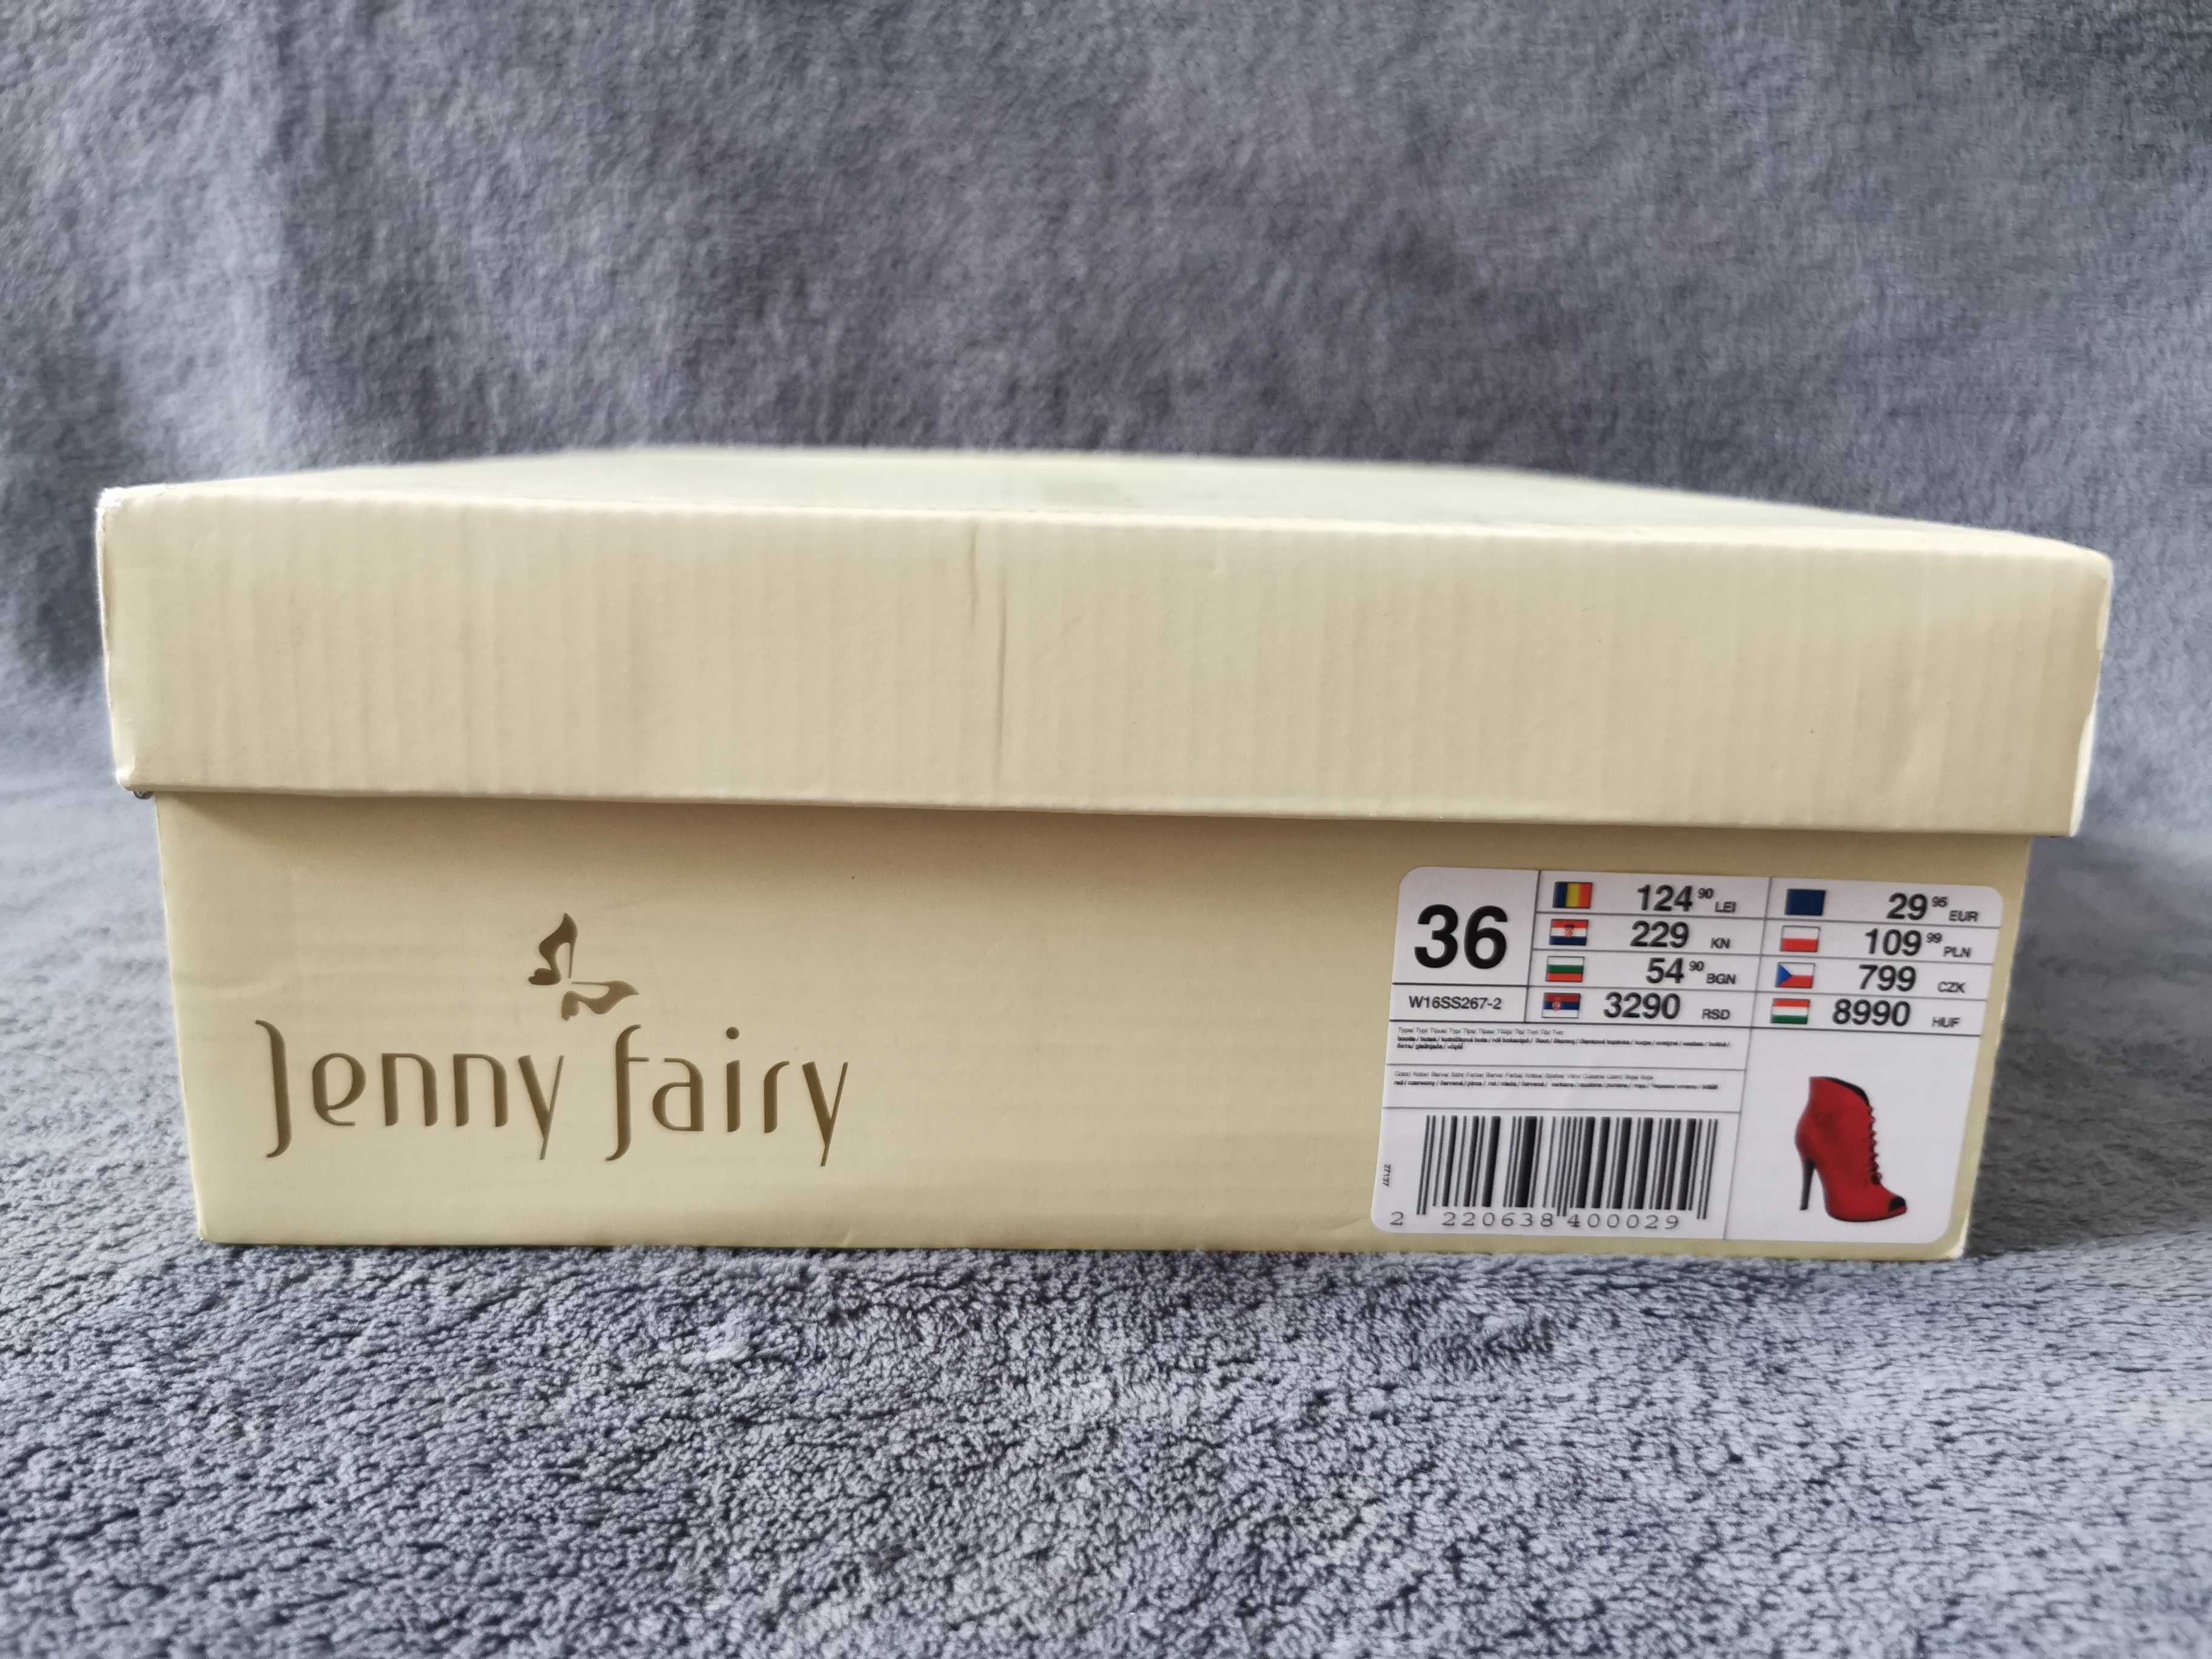 Jenny fairy
36
W16SS267-2
124 90 LEI
29 95 EUR
229 KN
109 99 PLN
54 90 BGN
799 CZK
3290 RSD
8990 HUF
27137
2 220638 400029